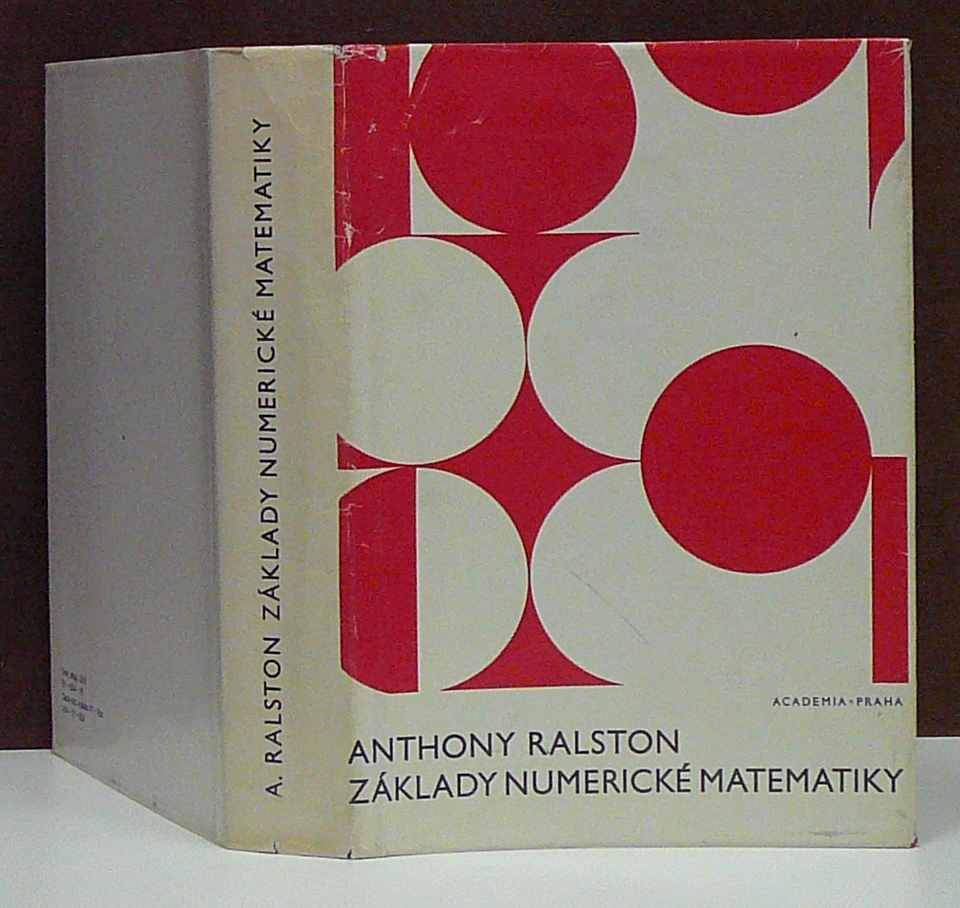 A. RALSTON ZÁKLADY NUMERICKÉ MATEMATIKY
ACADEMIA • PRAHA
ANTHONY RALSTON
ZÁKLADY NUMERICKÉ MATEMATIKY